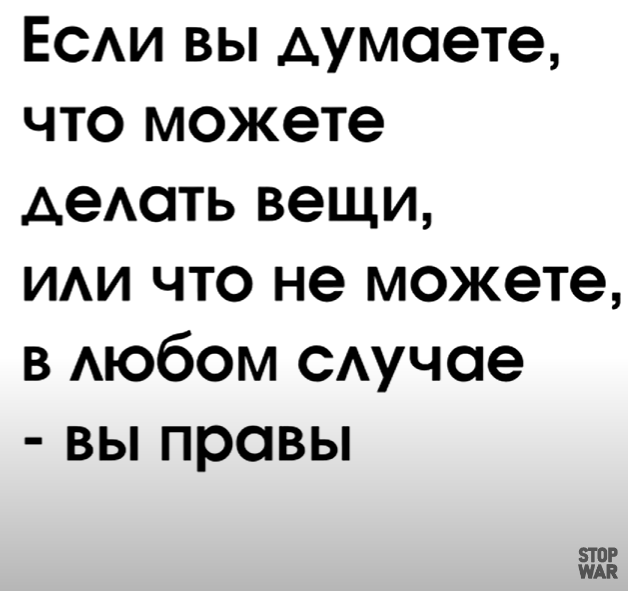 Если вы думаете,
что можете
делать вещи,
или что не можете,
в любом случае
- вы правы
STOP
WAR